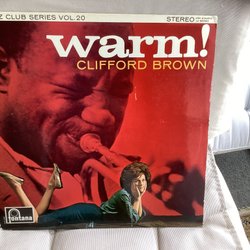 Z CLUB SERIES VOL.20
STEREO
warm!
CLIFFORD BROWN
fontana